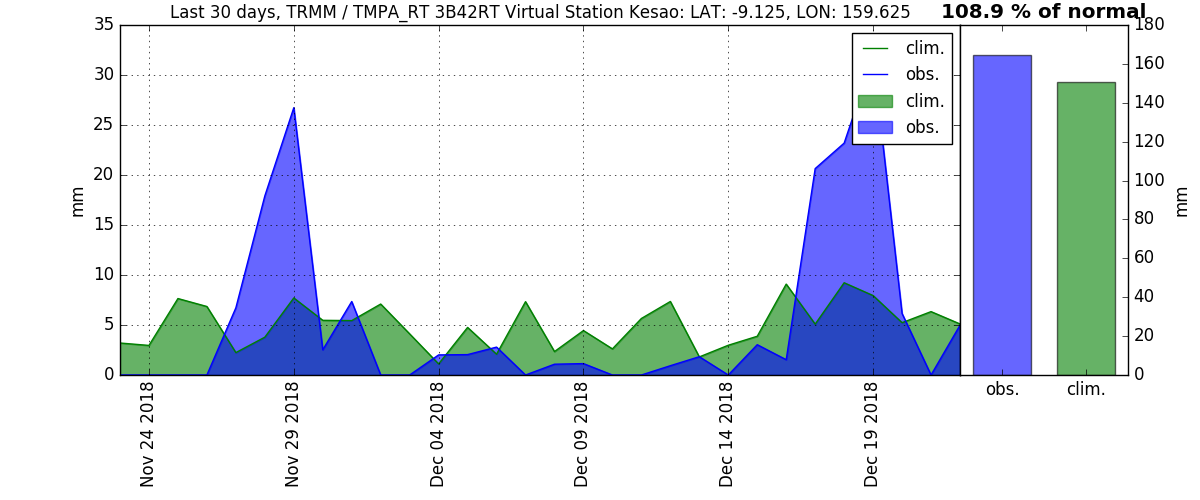 Last 30 days, TRMM / TMPA_RT 3B42RT Virtual Station Kesao: LAT: -9.125, LON: 159.625
108.9 % of normal
35
30
25
20
15
10
5
0
mm
clim.
obs.
clim.
obs.
Nov 24 2018
Nov 29 2018
Dec 04 2018
Dec 09 2018
Dec 14 2018
Dec 19 2018
180
160
140
120
100
80
60
40
20
0
mm
obs.
clim.